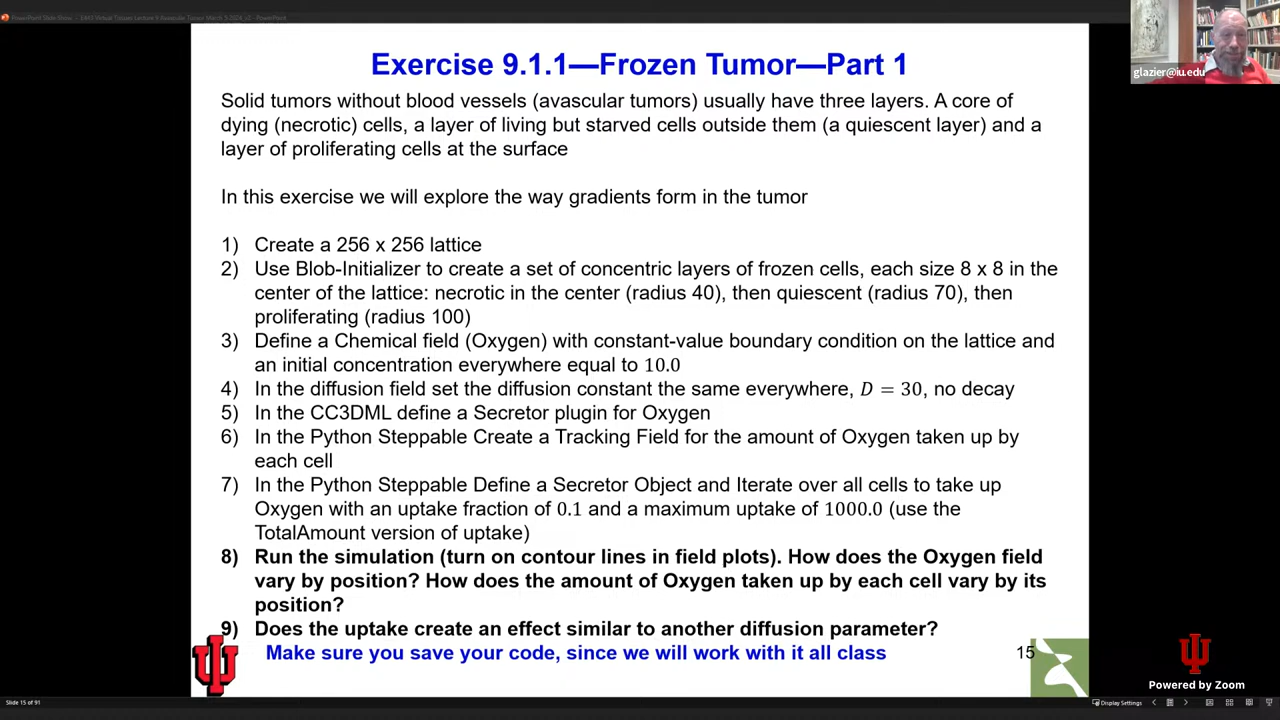 PowerPoint Slide Show - 
Exercise 9.1.1—Frozen Tumor—Part 1
glazier@iu.edu
Solid tumors without blood vessels (avascular tumors) usually have three layers. A core of
dying (necrotic) cells, a layer of living but starved cells outside them (a quiescent layer) and a
layer of proliferating cells at the surface
In this exercise we will explore the way gradients form in the tumor
1) Create a 256 x 256 lattice
2) Use Blob-Initializer to create a set of concentric layers of frozen cells, each size 8 x 8 in the
center of the lattice: necrotic in the center (radius 40), then quiescent (radius 70), then
proliferating (radius 100)
3) Define a Chemical field (Oxygen) with constant-value boundary condition on the lattice and
an initial concentration everywhere equal to 10.0
4) In the diffusion field set the diffusion constant the same everywhere, D = 30, no decay
5) In the CC3DML define a Secretor plugin for Oxygen
6) In the Python Steppable Create a Tracking Field for the amount of Oxygen taken up by
each cell
7) In the Python Steppable Define a Secretor Object and Iterate over all cells to take up
Oxygen with an uptake fraction of 0.1 and a maximum uptake of 1000.0 (use the
TotalAmount version of uptake)
8) Run the simulation (turn on contour lines in field plots). How does the Oxygen field
vary by position? How does the amount of Oxygen taken up by each cell vary by its
position?
9) Does the uptake create an effect similar to another diffusion parameter?
Make sure you save your code, since we will work with it all class
15
Powered by Zoom
Slide 15 of 91
Display Settings